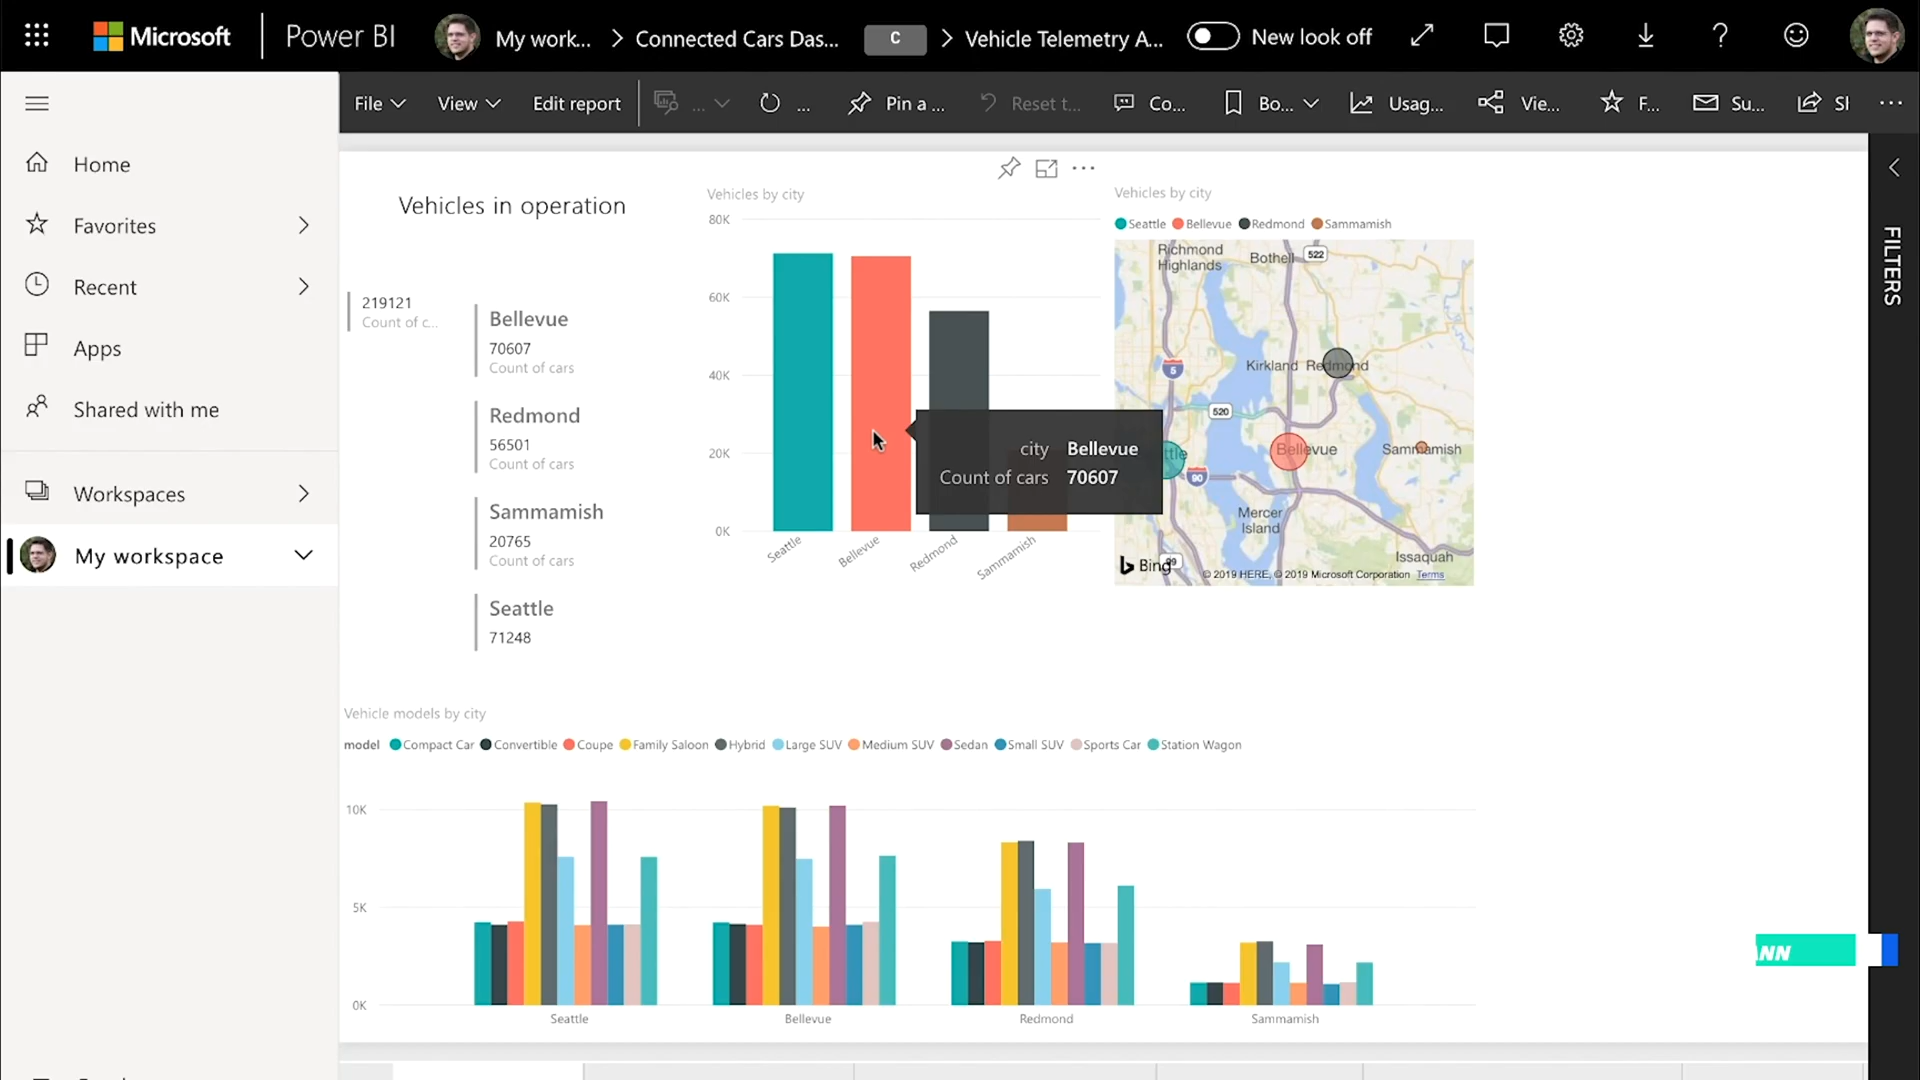 Microsoft Power BI My work... Connected Cars Das... C Vehicle Telemetry A... New look off
File View Edit report ... ... Pin a ... Reset t... Co... Bo... Usag... Vie... F... Su...
Home
Favorites
Recent
Apps
Shared with me
Workspaces
My workspace
FILTERS
Vehicles in operation
219121
Count of c...
Bellevue
70607
Count of cars
Redmond
56501
Count of cars
Sammamish
20765
Count of cars
Seattle
71248
Vehicles by city
80K
60K
40K
20K
0K
Seattle Bellevue Redmond Sammamish
city Bellevue
Count of cars 70607
Vehicles by city
Seattle Bellevue Redmond Sammamish
Richmond
Highlands
Bothell 522
5
Kirkland Redmond
520
Bellevue Sammamish
90
Mercer
Island
Issaquah
Bing 99
© 2019 HERE, © 2019 Microsoft Corporation Terms
Vehicle models by city
model Compact Car Convertible Coupe Family Saloon Hybrid Large SUV Medium SUV Sedan Small SUV Sports Car Station Wagon
10K
5K
0K
Seattle Bellevue Redmond Sammamish
NN